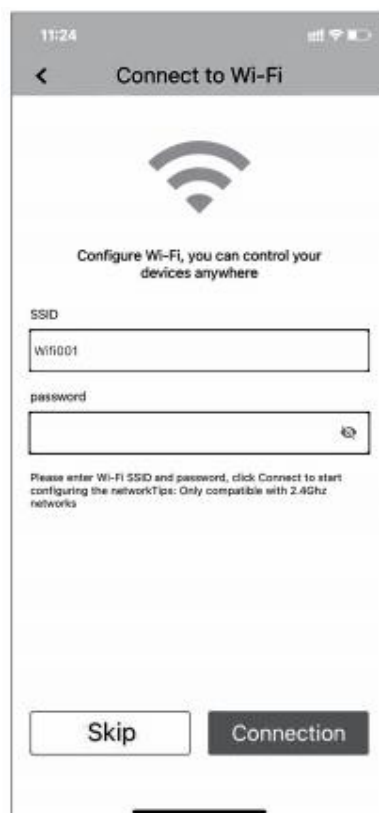 11:24
Connect to Wi-Fi
Configure Wi-Fi, you can control your
devices anywhere
SSID
Wifi001
password
Please enter Wi-Fi SSID and password, click Connect to start
configuring the networkTips: Only compatible with 2.4Ghz
networks
Skip
Connection